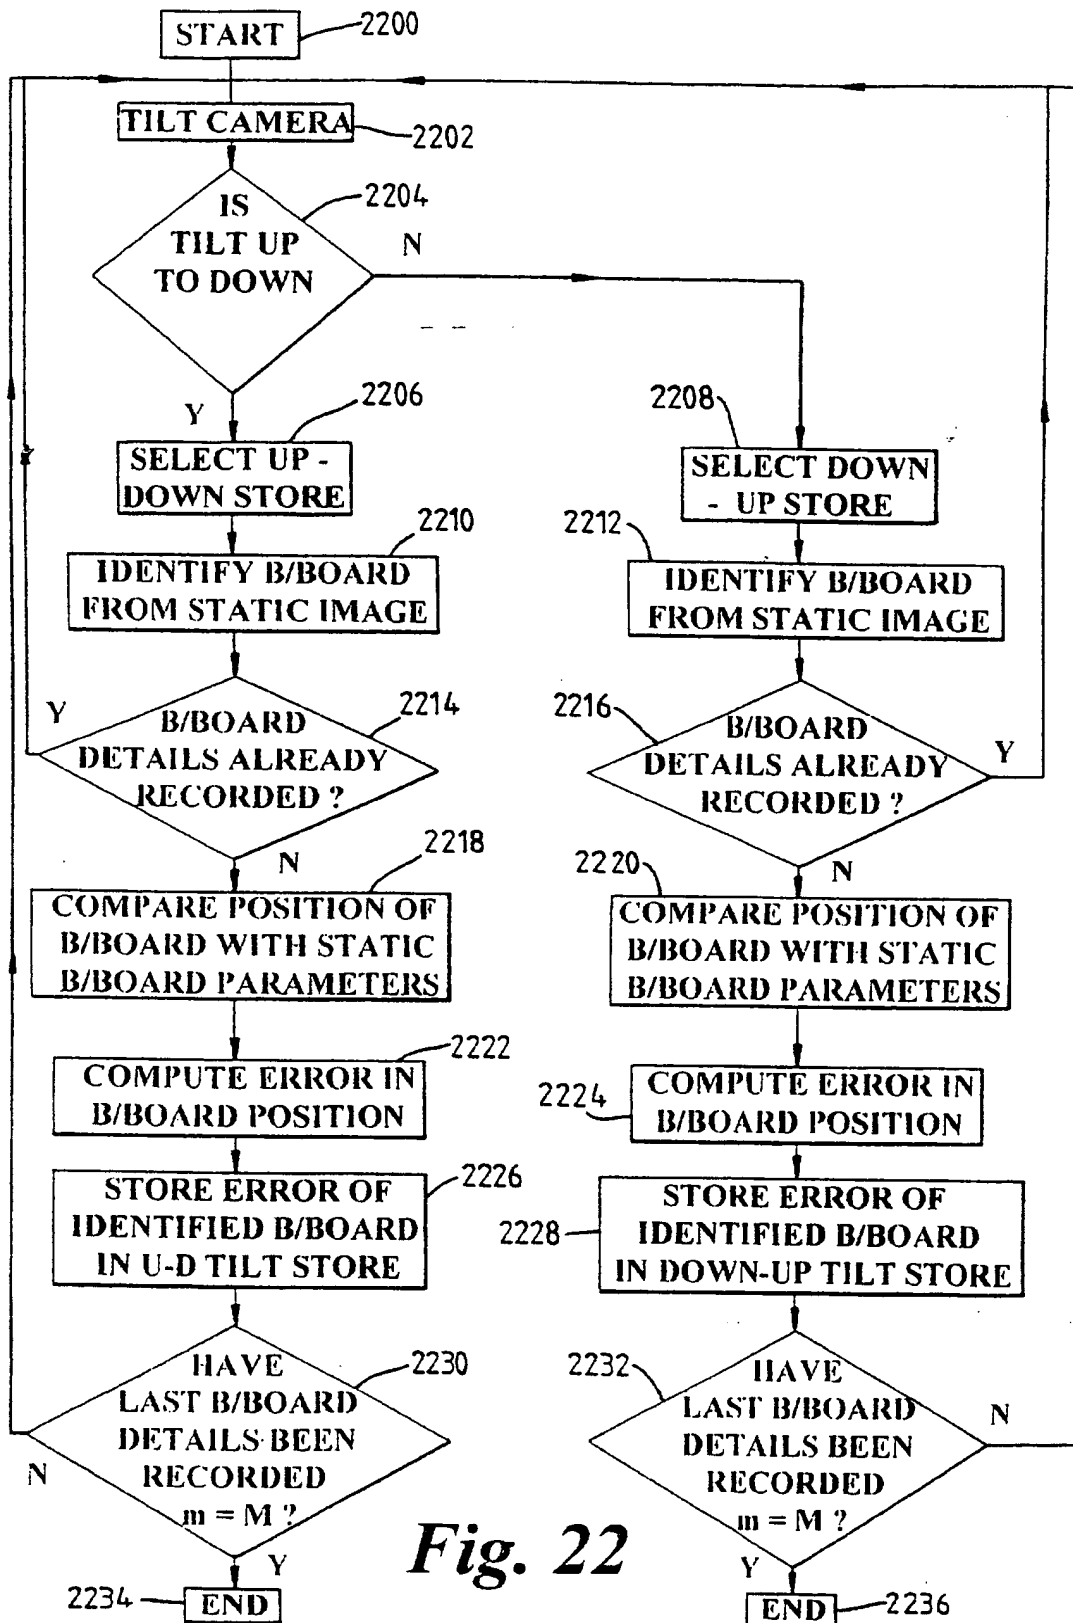 START
2200
TILT CAMERA
2202
IS
TILT UP
TO DOWN
2204
N
Y
2206
SELECT UP -
DOWN STORE
2208
SELECT DOWN
- UP STORE
2210
IDENTIFY B/BOARD
FROM STATIC IMAGE
2212
IDENTIFY B/BOARD
FROM STATIC IMAGE
Y
B/BOARD
DETAILS ALREADY
RECORDED ?
2214
N
2216
B/BOARD
DETAILS ALREADY
RECORDED ?
Y
N
2218
COMPARE POSITION OF
B/BOARD WITH STATIC
B/BOARD PARAMETERS
2220
COMPARE POSITION OF
B/BOARD WITH STATIC
B/BOARD PARAMETERS
2222
COMPUTE ERROR IN
B/BOARD POSITION
2224
COMPUTE ERROR IN
B/BOARD POSITION
2226
STORE ERROR OF
IDENTIFIED B/BOARD
IN U-D TILT STORE
2228
STORE ERROR OF
IDENTIFIED B/BOARD
IN DOWN-UP TILT STORE
HAVE
LAST B/BOARD
DETAILS BEEN
RECORDED
m = M ?
2230
N
Y
2232
HAVE
LAST B/BOARD
DETAILS BEEN
RECORDED
m = M ?
N
Y
Fig. 22
2234
END
END
2236